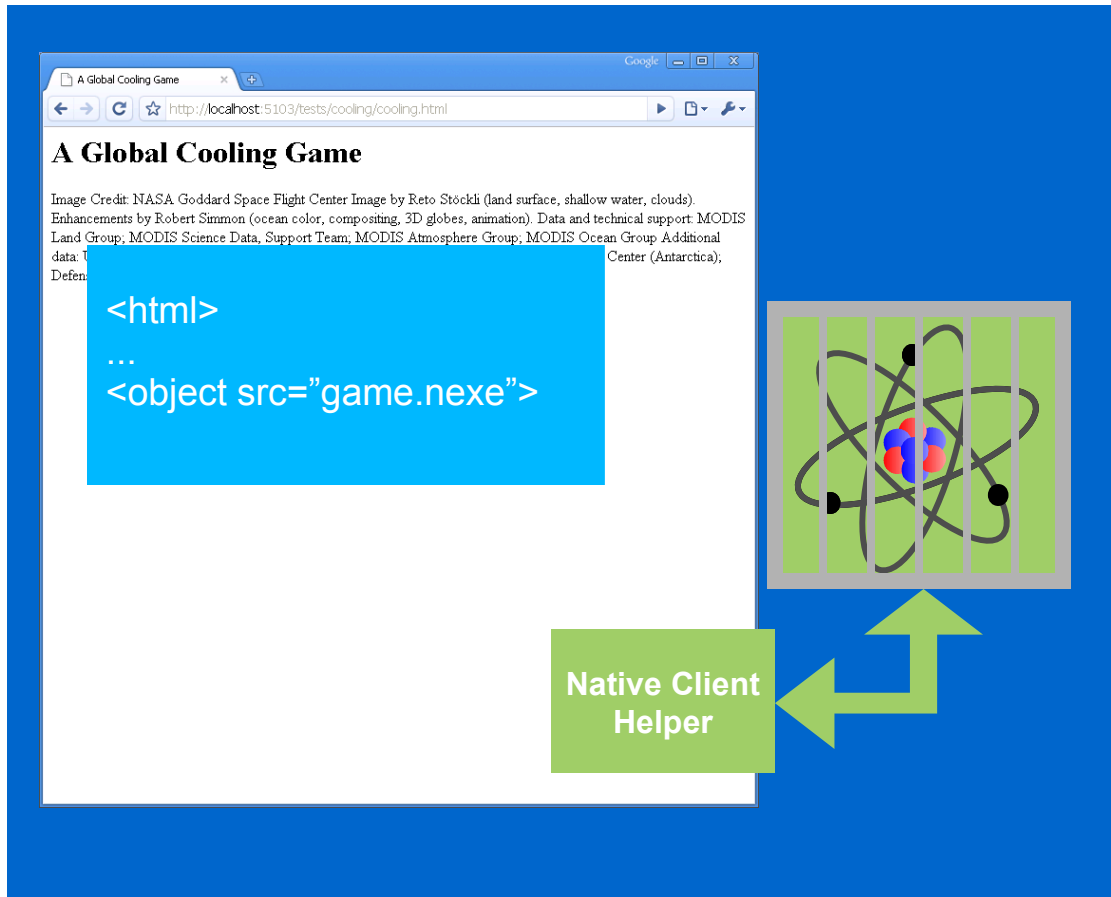 Google
A Global Cooling Game
http://localhost:5103/tests/cooling/cooling.html
A Global Cooling Game
Image Credit: NASA Goddard Space Flight Center Image by Reto Stöckli (land surface, shallow water, clouds).
Enhancements by Robert Simmon (ocean color, compositing, 3D globes, animation). Data and technical support: MODIS
Land Group; MODIS Science Data, Support Team; MODIS Atmosphere Group; MODIS Ocean Group Additional
data: Center (Antarctica);
<html>
...
<object src=”game.nexe”>
Native Client
Helper